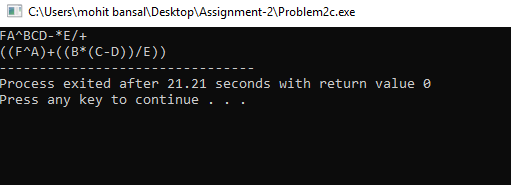 C:\Users\mohit bansal\Desktop\Assignment-2\Problem2c.exe
FA^BCD-*E/+
((F^A)+((B*(C-D))/E))
--------------------------------
Process exited after 21.21 seconds with return value 0
Press any key to continue . . .